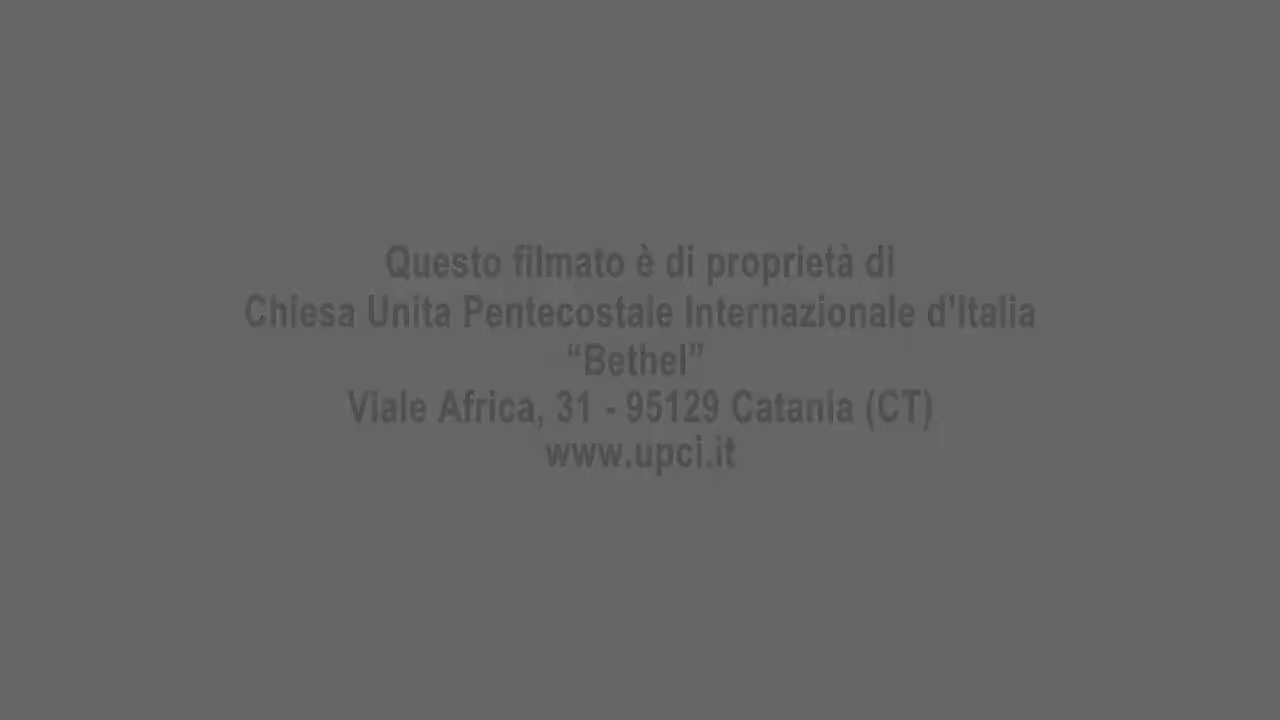 Questo filmato è di proprietà di
Chiesa Unita Pentecostale Internazionale d'Italia
“Bethel”
Viale Africa, 31 - 95129 Catania (CT)
www.upci.it